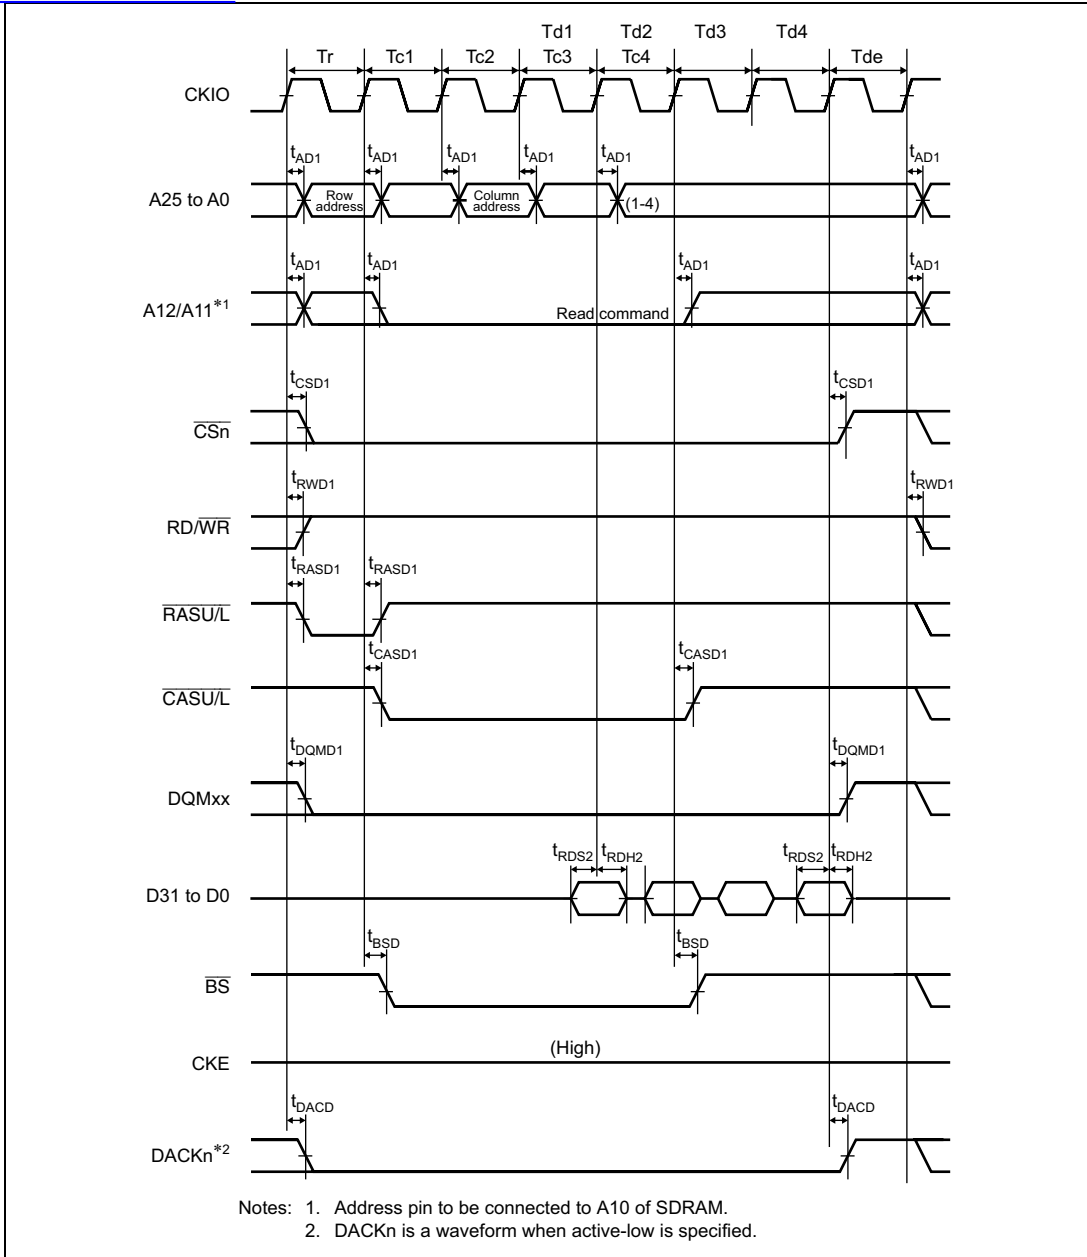 Td1 Td2 Td3 Td4
Tr Tc1 Tc2 Tc3 Tc4 Tde
CKIO
tAD1 tAD1 tAD1 tAD1 tAD1 tAD1
A25 to A0 Row address Column address (1-4)
tAD1 tAD1 tAD1 tAD1
A12/A11*1 Read command
tCSD1 tCSD1
CSn
tRWD1 tRWD1
RD/WR
tRASD1 tRASD1
RASU/L
tCASD1 tCASD1
CASU/L
tDQMD1 tDQMD1
DQMxx
tRDS2 tRDH2 tRDS2 tRDH2
D31 to D0
tBSD tBSD
BS
(High)
CKE
tDACD tDACD
DACKn*2
Notes: 1. Address pin to be connected to A10 of SDRAM.
2. DACKn is a waveform when active-low is specified.